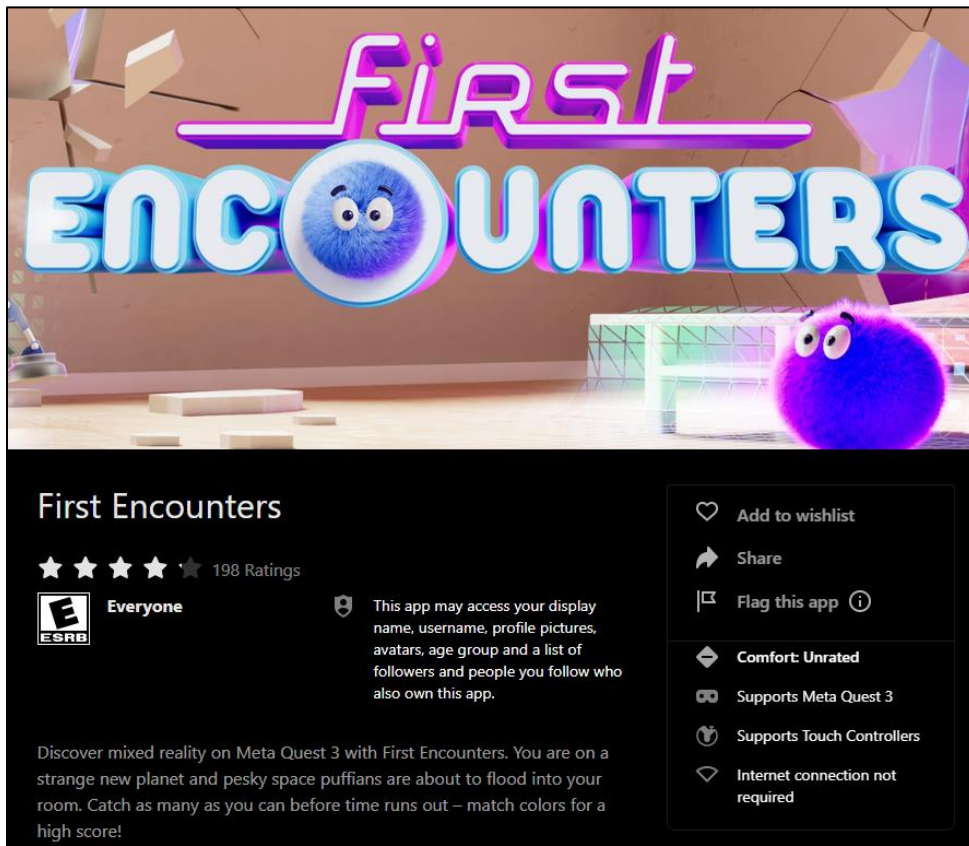 First
ENCOUNTERS
First Encounters
198 Ratings
E
ESRB
Everyone
This app may access your display
name, username, profile pictures,
avatars, age group and a list of
followers and people you follow who
also own this app.
Discover mixed reality on Meta Quest 3 with First Encounters. You are on a
strange new planet and pesky space puffians are about to flood into your
room. Catch as many as you can before time runs out – match colors for a
high score!
Add to wishlist
Share
Flag this app
Comfort: Unrated
Supports Meta Quest 3
Supports Touch Controllers
Internet connection not
required